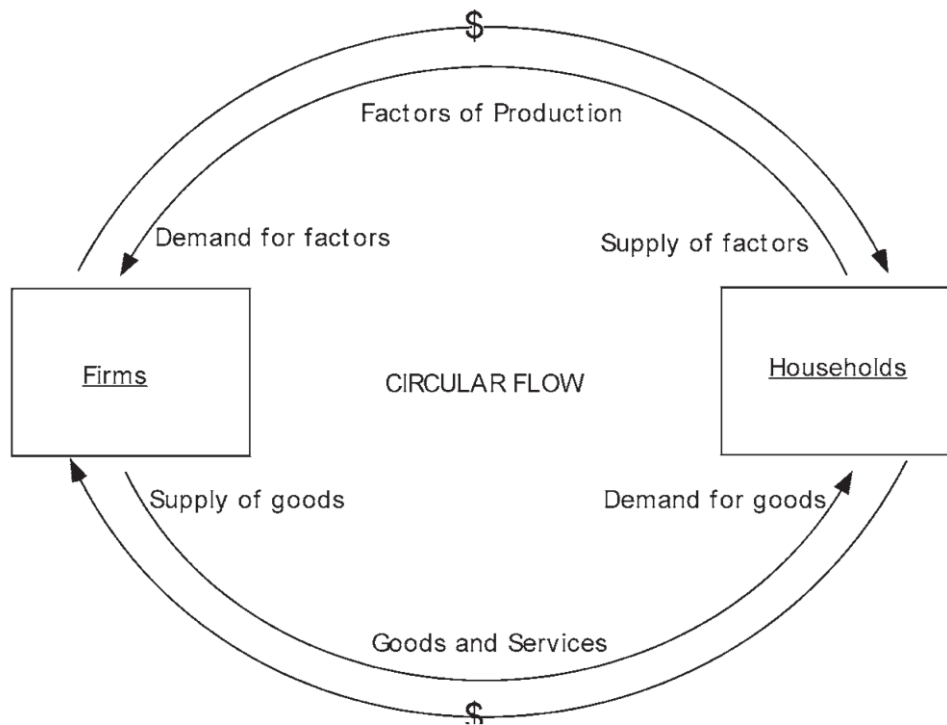 $
Factors of Production
Demand for factors
Supply of factors
Firms
CIRCULAR FLOW
Households
Supply of goods
Demand for goods
Goods and Services
$